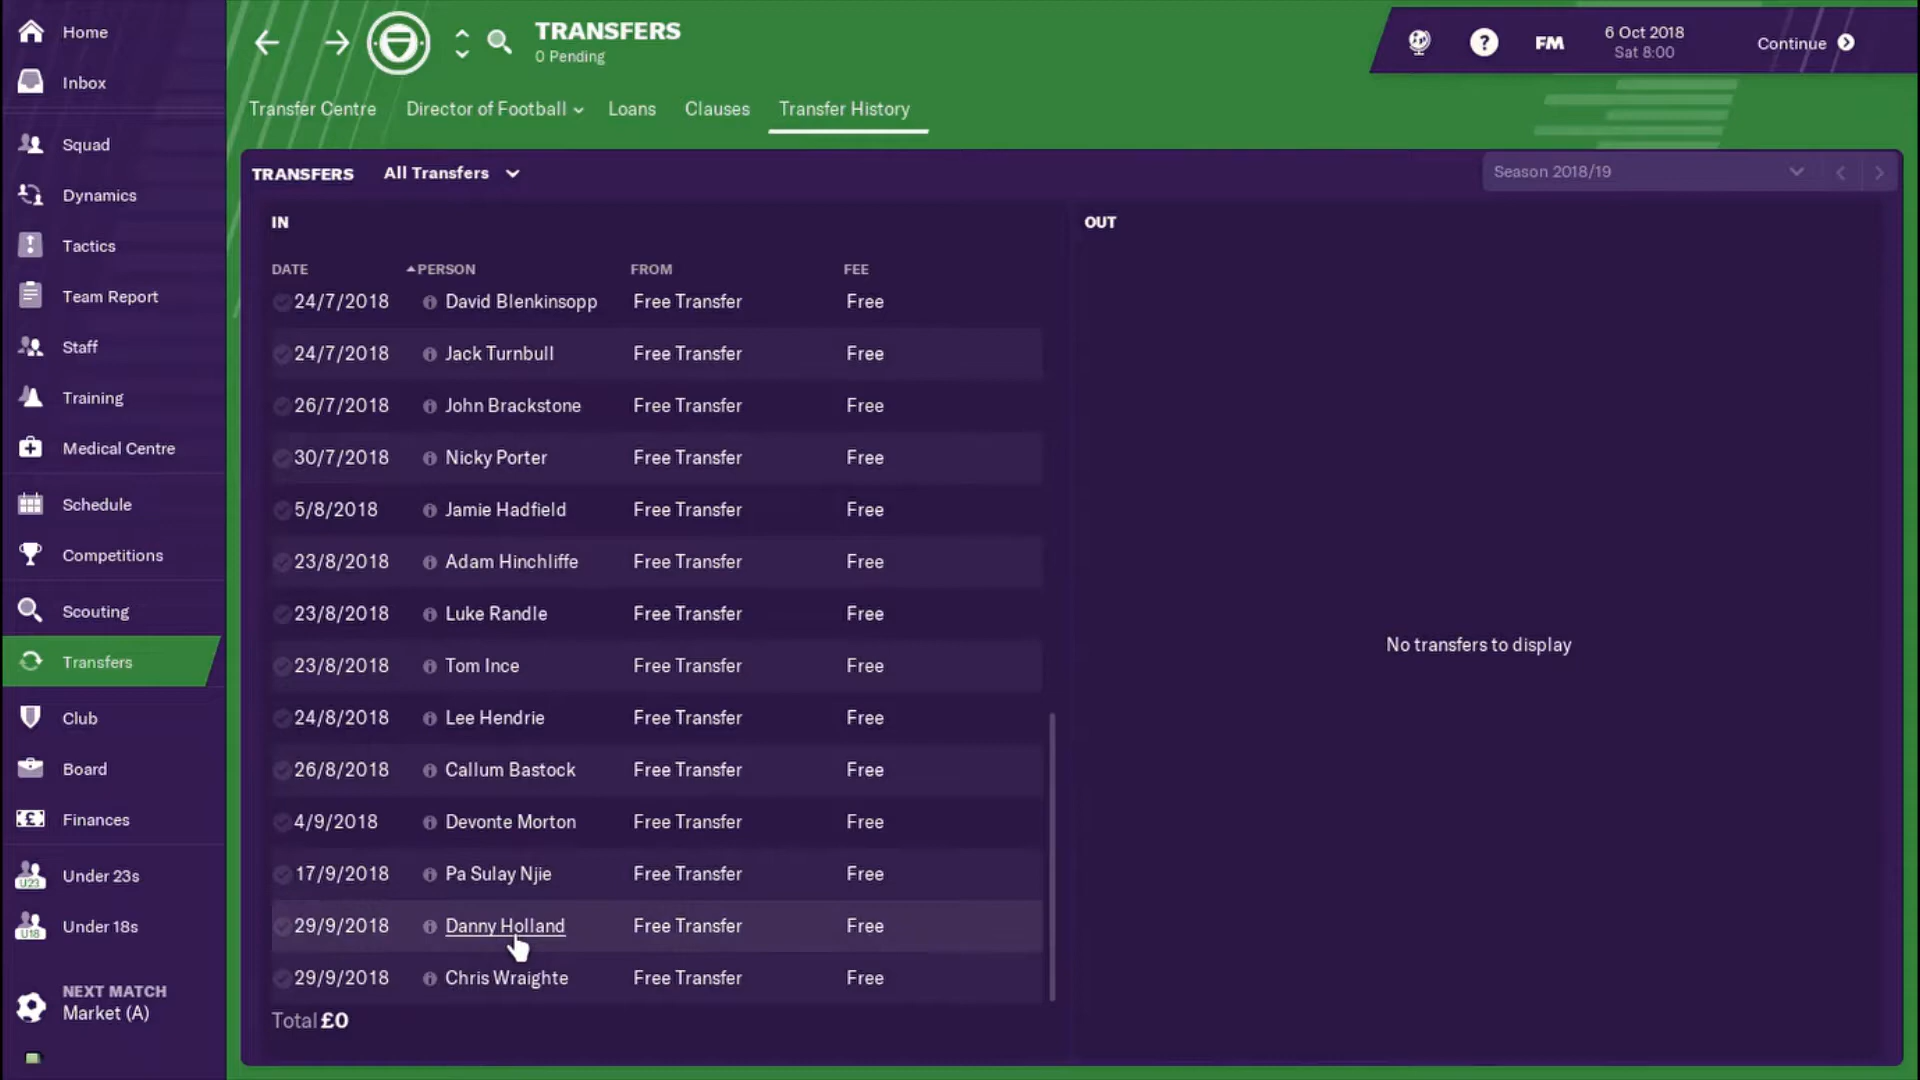 Home
Inbox
Squad
Dynamics
Tactics
Team Report
Staff
Training
Medical Centre
Schedule
Competitions
Scouting
Transfers
Club
Board
Finances
U23
Under 23s
U18
Under 18s
NEXT MATCH
Market (A)
TRANSFERS
0 Pending
FM
6 Oct 2018
Sat 8:00
Continue
Transfer Centre Director of Football Loans Clauses Transfer History
TRANSFERS All Transfers Season 2018/19
IN
DATE PERSON FROM FEE
24/7/2018 David Blenkinsopp Free Transfer Free
24/7/2018 Jack Turnbull Free Transfer Free
26/7/2018 John Brackstone Free Transfer Free
30/7/2018 Nicky Porter Free Transfer Free
5/8/2018 Jamie Hadfield Free Transfer Free
23/8/2018 Adam Hinchliffe Free Transfer Free
23/8/2018 Luke Randle Free Transfer Free
23/8/2018 Tom Ince Free Transfer Free
24/8/2018 Lee Hendrie Free Transfer Free
26/8/2018 Callum Bastock Free Transfer Free
4/9/2018 Devonte Morton Free Transfer Free
17/9/2018 Pa Sulay Njie Free Transfer Free
29/9/2018 Danny Holland Free Transfer Free
29/9/2018 Chris Wraighte Free Transfer Free
Total £0
OUT
No transfers to display